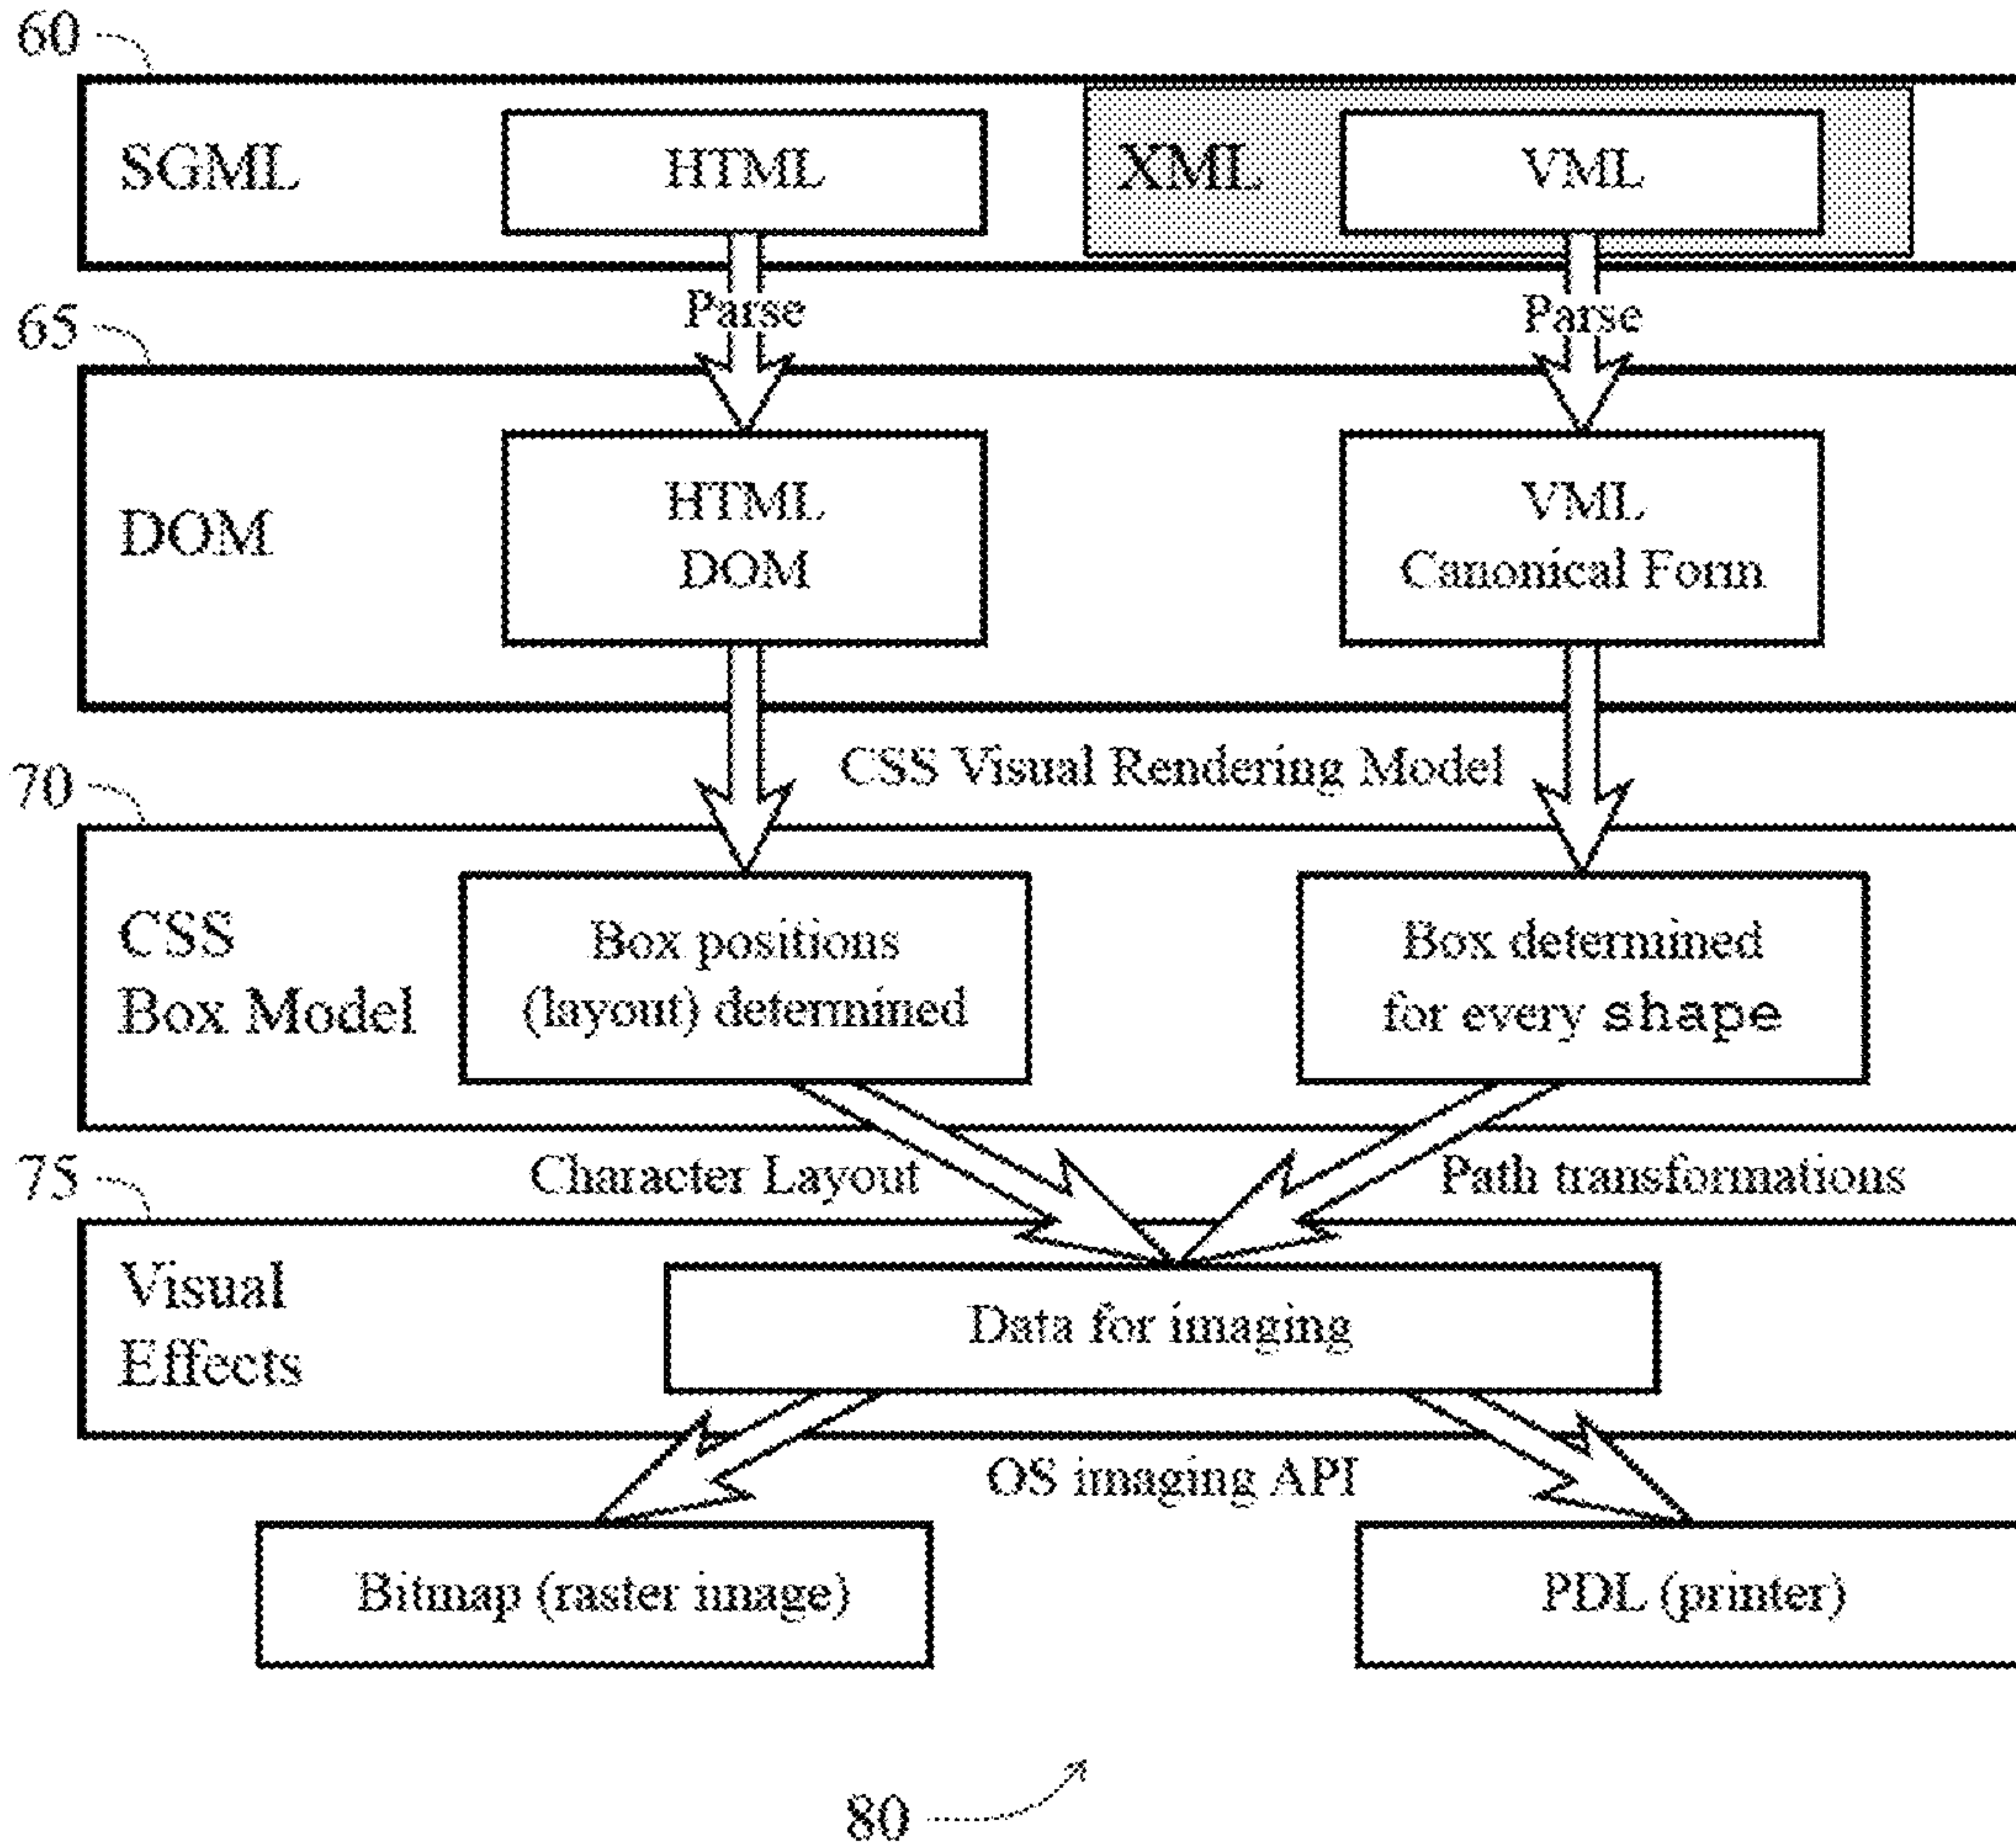 60
SGML
HTML
XML
VML
Parse
Parse
65
DOM
HTML
DOM
VML
Canonical Form
CSS Visual Rendering Model
70
CSS
Box Model
Box positions
(layout) determined
Box determined
for every shape
75
Character Layout
Path transformations
Visual
Effects
Data for imaging
OS imaging API
Bitmap (raster image)
PDL (printer)
80